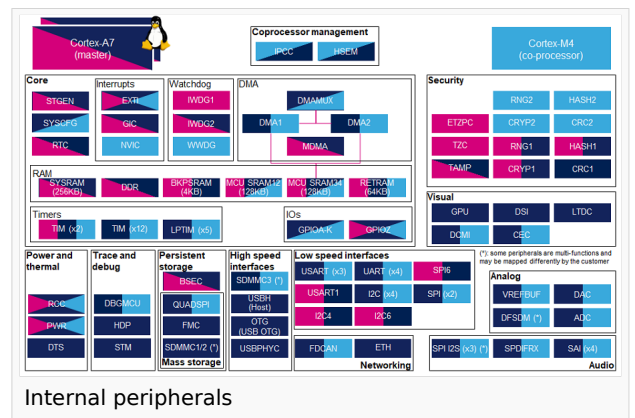 Cortex-A7
(master)
Coprocessor management
IPCC
HSEM
Cortex-M4
(co-processor)
Core
STGEN
SYSCFG
RTC
Interrupts
EXTI
GIC
NVIC
Watchdog
IWDG1
IWDG2
WWDG
DMA
DMAMUX
DMA1
DMA2
MDMA
Security
RNG2
HASH2
ETZPC
CRYP2
CRC2
TZC
RNG1
HASH1
TAMP
CRYP1
CRC1
RAM
SYSRAM
(256KB)
DDR
BKPSRAM
(4KB)
MCU SRAM12
(128KB)
MCU SRAM34
(128KB)
RETRAM
(64KB)
Timers
TIM (x2)
TIM (x12)
LPTIM (x5)
IOs
GPIOA-K
GPIOZ
Visual
GPU
DSI
LTDC
DCMI
CEC
Power and
thermal
RCC
PWR
DTS
Trace and
debug
DBGMCU
HDP
STM
Persistent
storage
BSEC
QUADSPI
FMC
SDMMC1/2 (*)
Mass storage
High speed
interfaces
SDMMC3 (*)
USBH
(Host)
OTG
(USB OTG)
USBPHYC
Low speed interfaces
USART (x3)
UART (x4)
SPI6
USART1
I2C (x4)
SPI (x2)
I2C4
I2C6
(*): some peripherals are multi-functions and
may be mapped differently by the customer
Analog
VREFBUF
DAC
DFSDM (*)
ADC
FDCAN
ETH
Networking
SPI I2S (x3) (*)
SPDIFRX
SAI (x4)
Audio
Internal peripherals